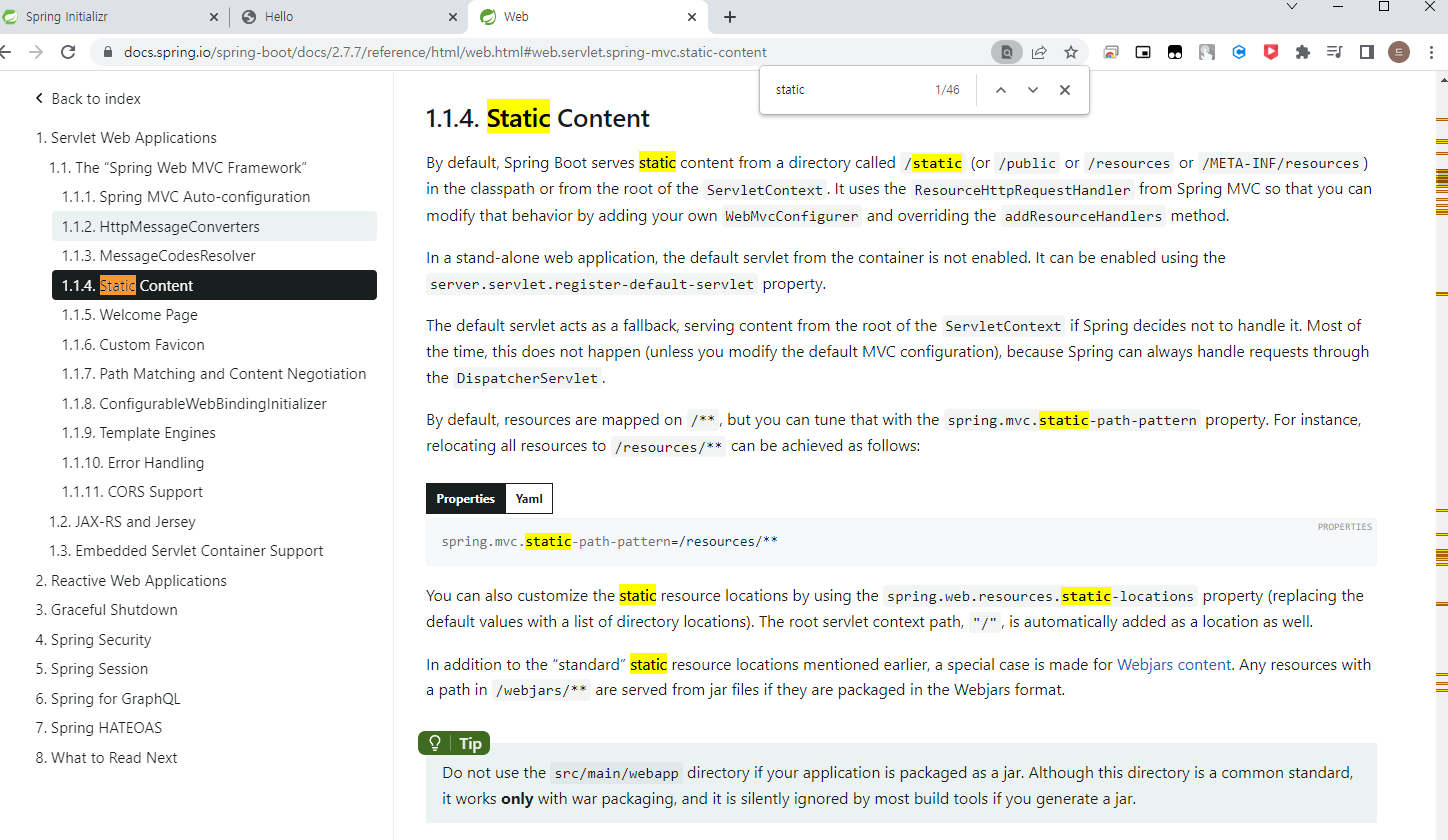 Spring Initializr
Hello
Web
docs.spring.io/spring-boot/docs/2.7.7/reference/html/web.html#web.servlet.spring-mvc.static-content
static 1/46
Back to index
1. Servlet Web Applications
1.1. The “Spring Web MVC Framework”
1.1.1. Spring MVC Auto-configuration
1.1.2. HttpMessageConverters
1.1.3. MessageCodesResolver
1.1.4. Static Content
1.1.5. Welcome Page
1.1.6. Custom Favicon
1.1.7. Path Matching and Content Negotiation
1.1.8. ConfigurableWebBindingInitializer
1.1.9. Template Engines
1.1.10. Error Handling
1.1.11. CORS Support
1.2. JAX-RS and Jersey
1.3. Embedded Servlet Container Support
2. Reactive Web Applications
3. Graceful Shutdown
4. Spring Security
5. Spring Session
6. Spring for GraphQL
7. Spring HATEOAS
8. What to Read Next
1.1.4. Static Content
By default, Spring Boot serves static content from a directory called /static (or /public or /resources or /META-INF/resources)
in the classpath or from the root of the ServletContext. It uses the ResourceHttpRequestHandler from Spring MVC so that you can
modify that behavior by adding your own WebMvcConfigurer and overriding the addResourceHandlers method.
In a stand-alone web application, the default servlet from the container is not enabled. It can be enabled using the
server.servlet.register-default-servlet property.
The default servlet acts as a fallback, serving content from the root of the ServletContext if Spring decides not to handle it. Most of
the time, this does not happen (unless you modify the default MVC configuration), because Spring can always handle requests through
the DispatcherServlet.
By default, resources are mapped on /**, but you can tune that with the spring.mvc.static-path-pattern property. For instance,
relocating all resources to /resources/** can be achieved as follows:
Properties Yaml
PROPERTIES
spring.mvc.static-path-pattern=/resources/**
You can also customize the static resource locations by using the spring.web.resources.static-locations property (replacing the
default values with a list of directory locations). The root servlet context path, "/", is automatically added as a location as well.
In addition to the “standard” static resource locations mentioned earlier, a special case is made for Webjars content. Any resources with
a path in /webjars/** are served from jar files if they are packaged in the Webjars format.
Tip
Do not use the src/main/webapp directory if your application is packaged as a jar. Although this directory is a common standard,
it works only with war packaging, and it is silently ignored by most build tools if you generate a jar.